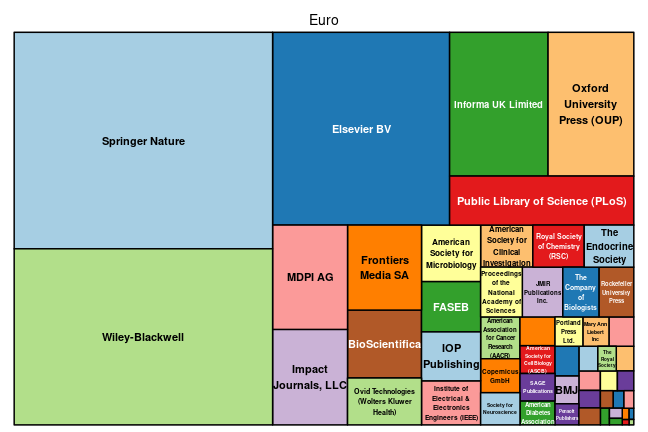 Euro
Springer Nature
Wiley-Blackwell
Elsevier BV
Informa UK Limited
Oxford
University
Press (OUP)
Public Library of Science (PLoS)
MDPI AG
Impact
Journals, LLC
Frontiers
Media SA
BioScientifica
Ovid Technologies
(Wolters Kluwer
Health)
American
Society for
Microbiology
FASEB
IOP
Publishing
Institute of
Electrical &
Electronics
Engineers (IEEE)
American
Society for
Clinical
Investigation
Royal Society
of Chemistry
(RSC)
The
Endocrine
Society
Proceedings
of the
National
Academy of
Sciences
JMIR
Publications
Inc.
The
Company
of
Biologists
Rockefeller
University
Press
American
Association
for Cancer
Research
(AACR)
Copernicus
GmbH
Society for
Neuroscience
American
Society for
Cell Biology
(ASCB)
SAGE
Publications
American
Diabetes
Association
Portland
Press
Ltd.
Mary Ann
Liebert
Inc
The
Royal
Society
BMJ
Pensoft
Publishers